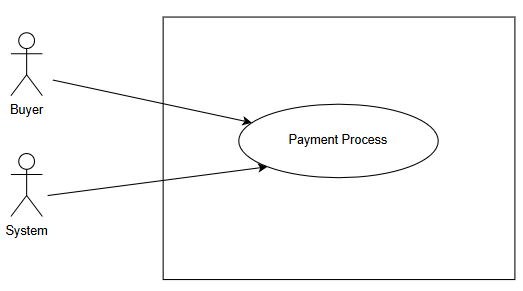 Buyer
Payment Process
System